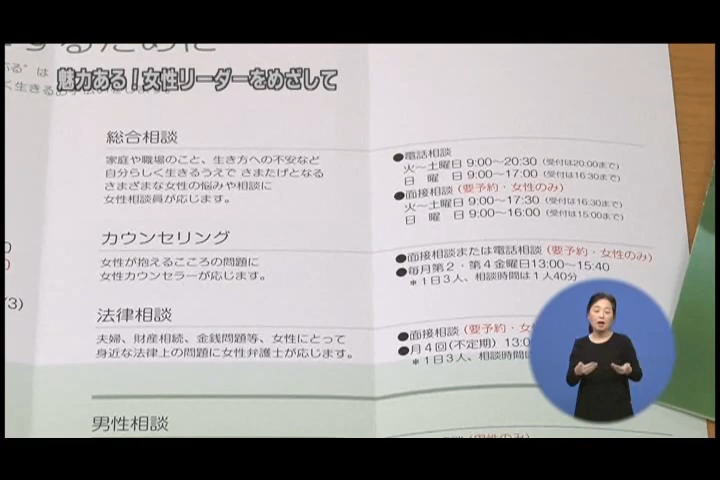 するために
魅力ある!女性リーダーをめざして
総合相談
家庭や職場のこと、生き方への不安など
自分らしく生きるうえで さまたげとなる
さまざまな女性の悩みや相談に
女性相談員が応じます。
●電話相談
火〜土曜日 9:00〜20:30（受付は20:00まで）
日 曜 日 9:00〜17:00（受付は16:30まで）
●面接相談（要予約・女性のみ）
火〜土曜日 9:00〜17:30（受付は16:30まで）
日 曜 日 9:00〜16:00（受付は15:00まで）
カウンセリング
女性が抱えるこころの問題に
女性カウンセラーが応じます。
●面接相談または電話相談（要予約・女性のみ）
●毎月第2・第4金曜日13:00〜15:40
＊1日3人、相談時間は1人40分
法律相談
夫婦、財産相続、金銭問題等、女性にとって
身近な法律上の問題に女性弁護士が応じます。
●面接相談（要予約・女
●月4回（不定期）13:0
＊1日3人、相談時間は
男性相談